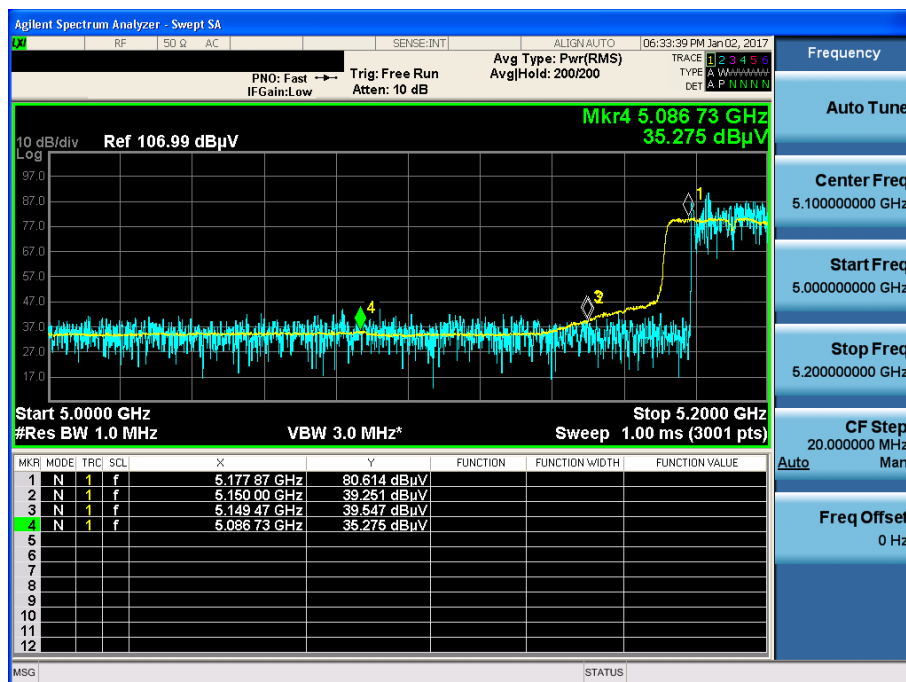 Agilent Spectrum Analyzer - Swept SA
LXI RF 50 Ω AC SENSE:INT ALIGN AUTO 06:33:39 PM Jan 02, 2017
Frequency
Avg Type: Pwr(RMS) TRACE 1 2 3 4 5 6
PNO: Fast Trig: Free Run Avg|Hold: 200/200 TYPE A WWWWW
IFGain:Low Atten: 10 dB DET A P N N N N
Auto Tune
Mkr4 5.086 73 GHz
35.275 dBµV
10 dB/div Ref 106.99 dBµV
Log
97.0
87.0
77.0
67.0
57.0
47.0
37.0
27.0
17.0
1
3
4
Center Freq
5.100000000 GHz
Start Freq
5.000000000 GHz
Stop Freq
5.200000000 GHz
Start 5.0000 GHz Stop 5.2000 GHz
#Res BW 1.0 MHz VBW 3.0 MHz* Sweep 1.00 ms (3001 pts)
CF Step
20.000000 MHz
Auto Man
MKR MODE TRC SCL X Y FUNCTION FUNCTION WIDTH FUNCTION VALUE
1 N 1 f 5.177 87 GHz 80.614 dBµV
2 N 1 f 5.150 00 GHz 39.251 dBµV
3 N 1 f 5.149 47 GHz 39.547 dBµV
4 N 1 f 5.086 73 GHz 35.275 dBµV
5
6
7
8
9
10
11
12
Freq Offset
0 Hz
MSG STATUS